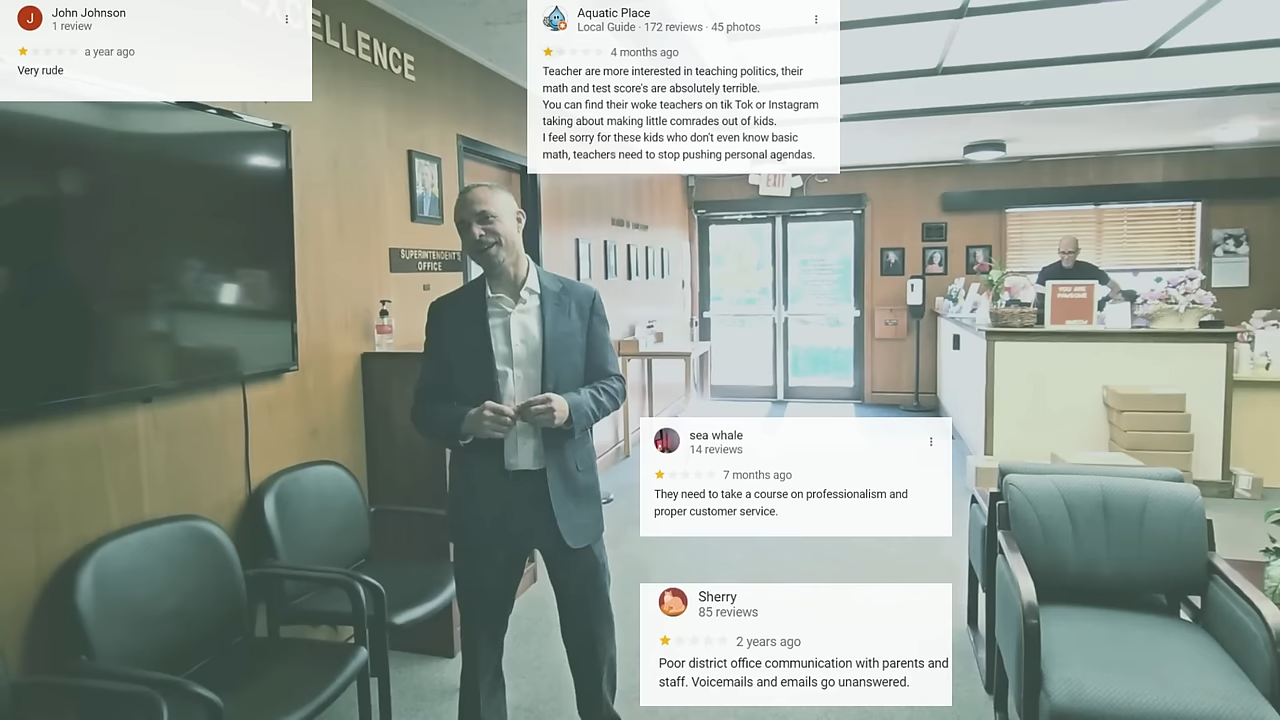 John Johnson
1 review
a year ago
Very rude
EXCELLENCE
Aquatic Place
Local Guide · 172 reviews · 45 photos
4 months ago
Teacher are more interested in teaching politics, their
math and test score's are absolutely terrible.
You can find their woke teachers on tik Tok or Instagram
taking about making little comrades out of kids.
I feel sorry for these kids who don't even know basic
math, teachers need to stop pushing personal agendas.
EXIT
SUPERINTENDENT'S
OFFICE
YOU ARE
PAWSOME
sea whale
14 reviews
7 months ago
They need to take a course on professionalism and
proper customer service.
Sherry
85 reviews
2 years ago
Poor district office communication with parents and
staff. Voicemails and emails go unanswered.